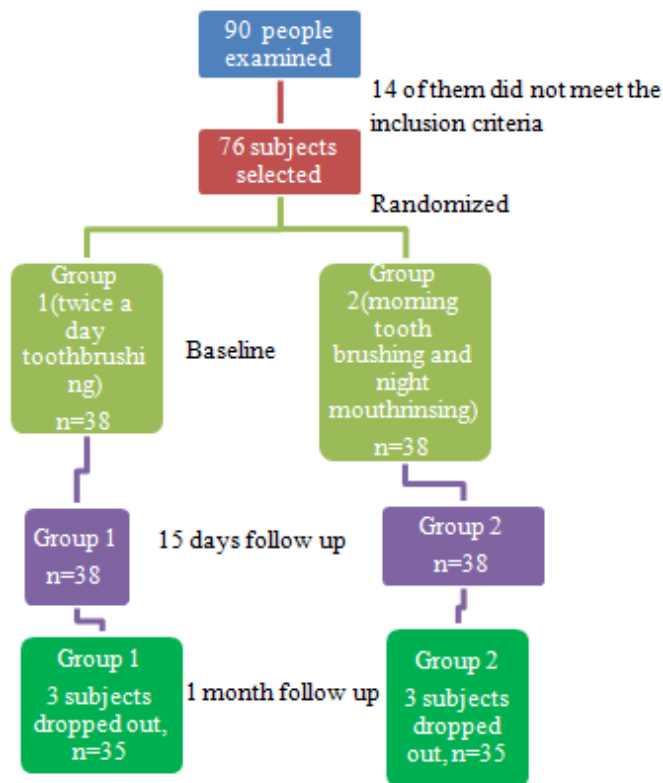 90 people
examined
14 of them did not meet the
inclusion criteria
76 subjects
selected
Randomized
Group
1(twice a
day
toothbrushi
ng)
n=38
Baseline
Group
2(morning
tooth
brushing and
night
mouthrinsing)
n=38
Group 1
n=38
15 days follow up
Group 2
n=38
Group 1
3 subjects
dropped out,
n=35
1 month follow up
Group 2
3 subjects
dropped
out, n=35